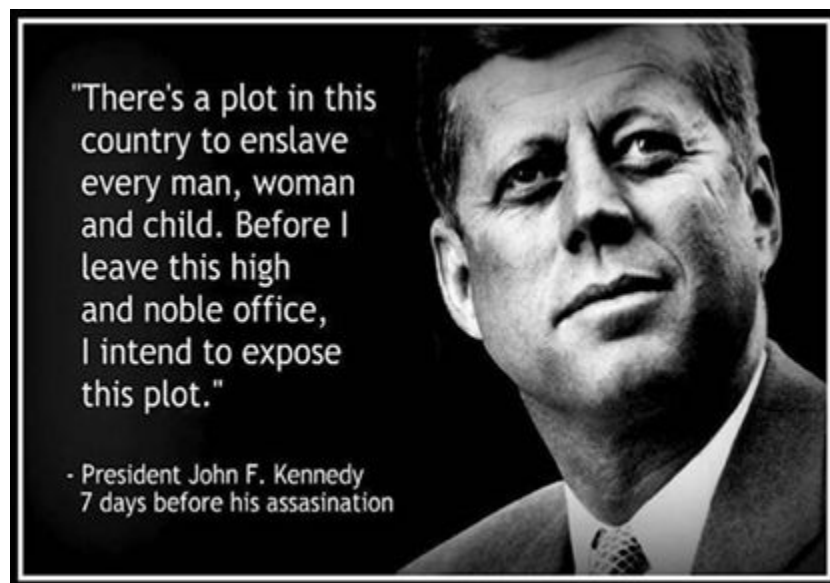 "There's a plot in this
country to enslave
every man, woman
and child. Before I
leave this high
and noble office,
I intend to expose
this plot."
- President John F. Kennedy
7 days before his assasination